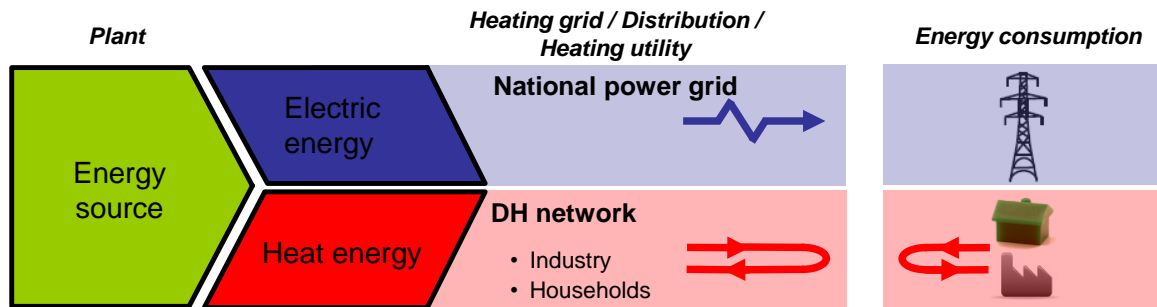 Plant
Heating grid / Distribution /
Heating utility
Energy consumption
Energy
source
Electric
energy
National power grid
Heat energy
DH network
• Industry
• Households